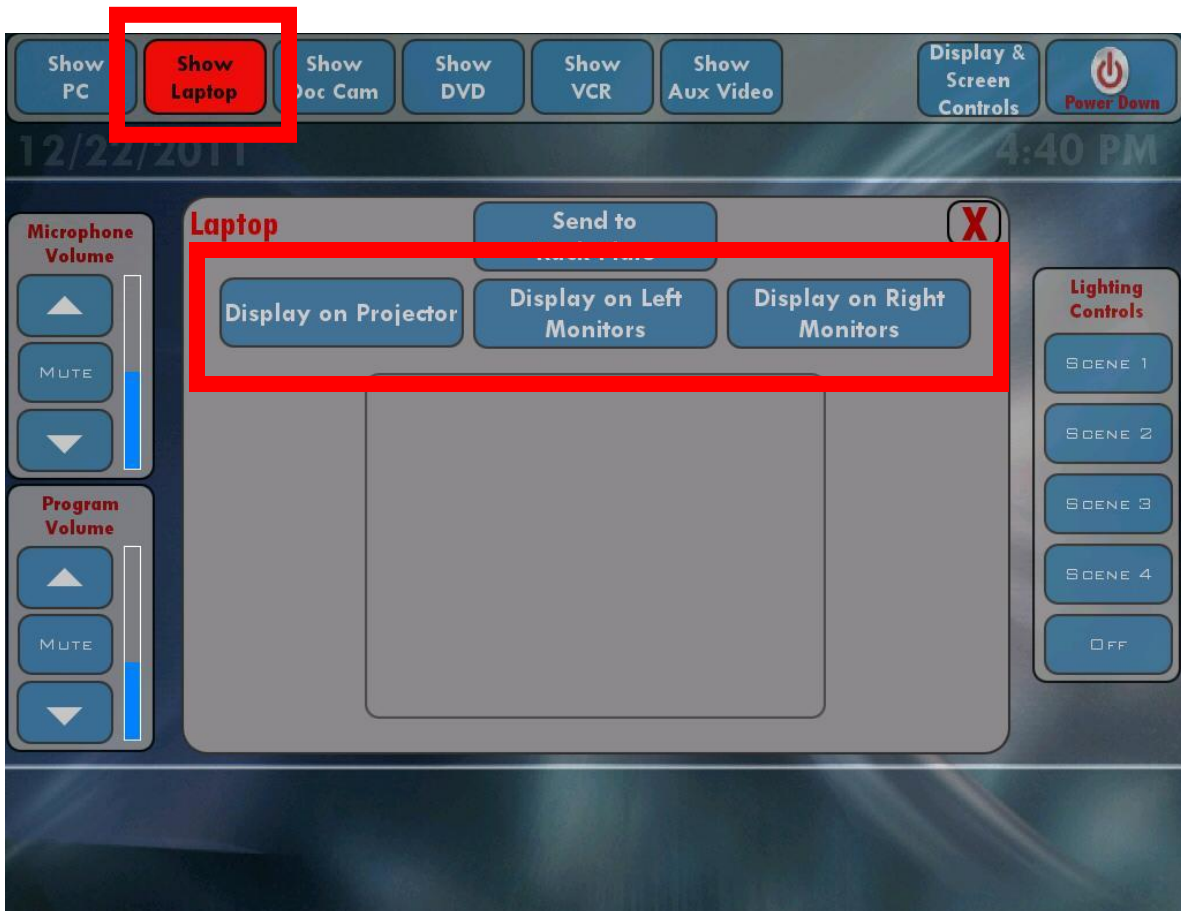 Show
PC
Show
Laptop
Show
Doc Cam
Show
DVD
Show
VCR
Show
Aux Video
Display &
Screen
Controls
Power Down
12/22/2011
4:40 PM
Microphone
Volume
MUTE
Program
Volume
MUTE
Laptop
Send to
X
Display on Projector
Display on Left
Monitors
Display on Right
Monitors
Lighting
Controls
SCENE 1
SCENE 2
SCENE 3
SCENE 4
OFF